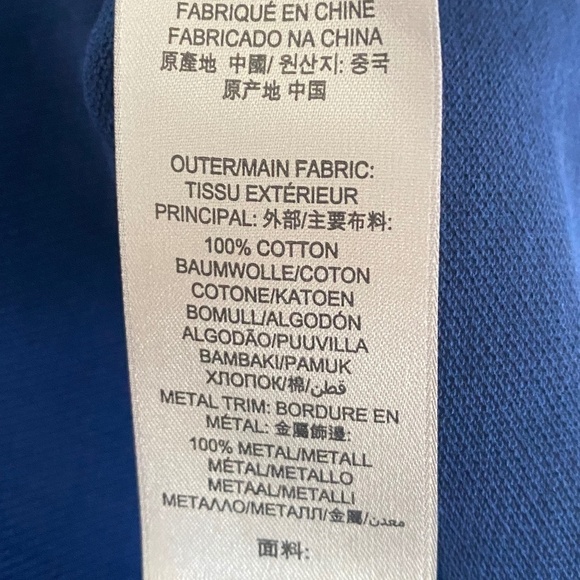 FABRIQUÉ EN CHINE
FABRICADO NA CHINA
原產地 中國/ 원산지: 중국
原产地 中国
OUTER/MAIN FABRIC:
TISSU EXTÉRIEUR
PRINCIPAL: 外部/主要布料:
100% COTTON
BAUMWOLLE/COTON
COTONE/KATOEN
BOMULL/ALGODÓN
ALGODÃO/PUUVILLA
BAMBAKI/PAMUK
ХЛОПОК/棉/قطن
METAL TRIM: BORDURE EN
MÉTAL: 金屬飾邊:
100% METAL/METALL
MÉTAL/METALLO
METAAL/METALLI
ΜΕΤΑΛΛΟ/МЕТАЛЛ/金屬/معدن
面料: